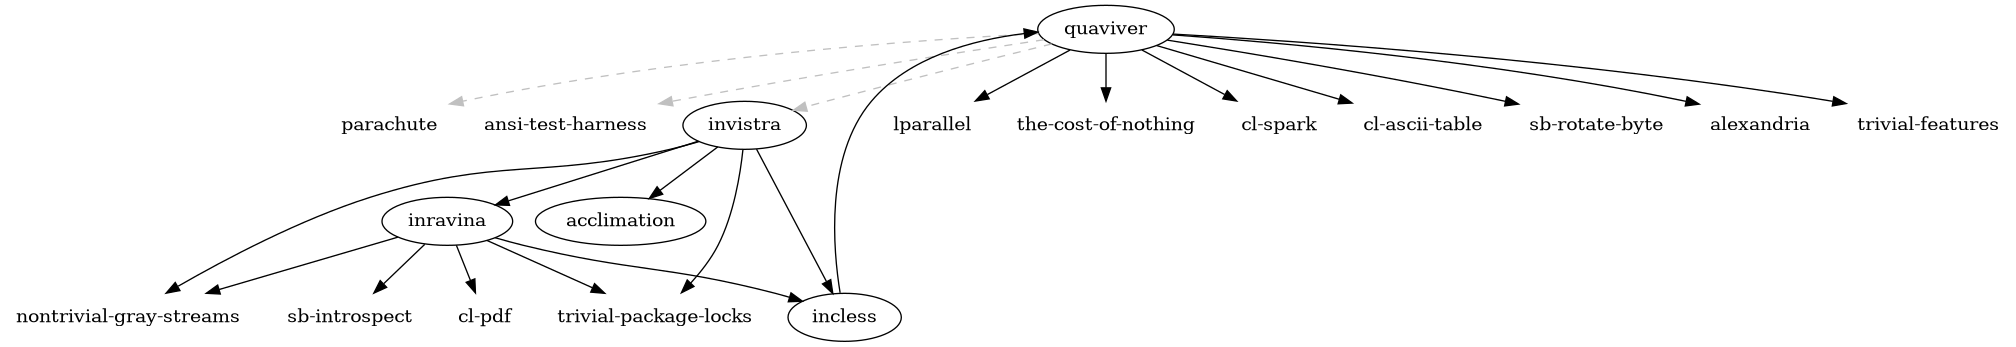 quaviver
parachute
ansi-test-harness
invistra
lparallel
the-cost-of-nothing
cl-spark
cl-ascii-table
sb-rotate-byte
alexandria
trivial-features
inravina
acclimation
nontrivial-gray-streams
sb-introspect
cl-pdf
trivial-package-locks
incless